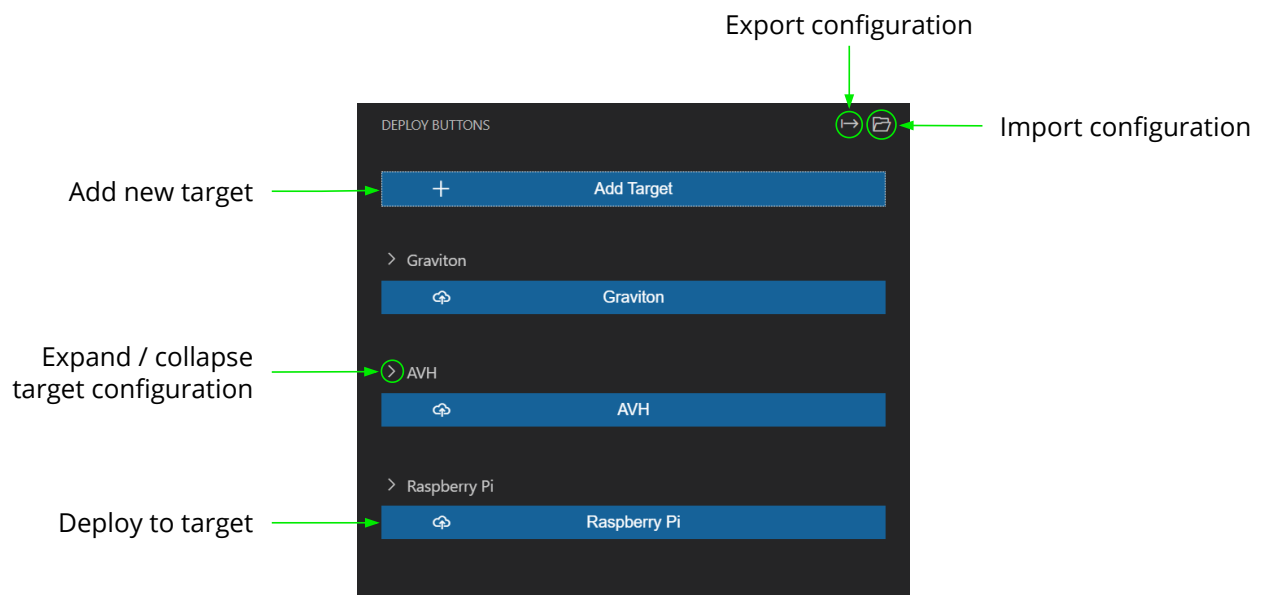 Export configuration
DEPLOY BUTTONS
Import configuration
Add new target
Add Target
Graviton
Graviton
Expand / collapse
target configuration
AVH
AVH
Raspberry Pi
Deploy to target
Raspberry Pi